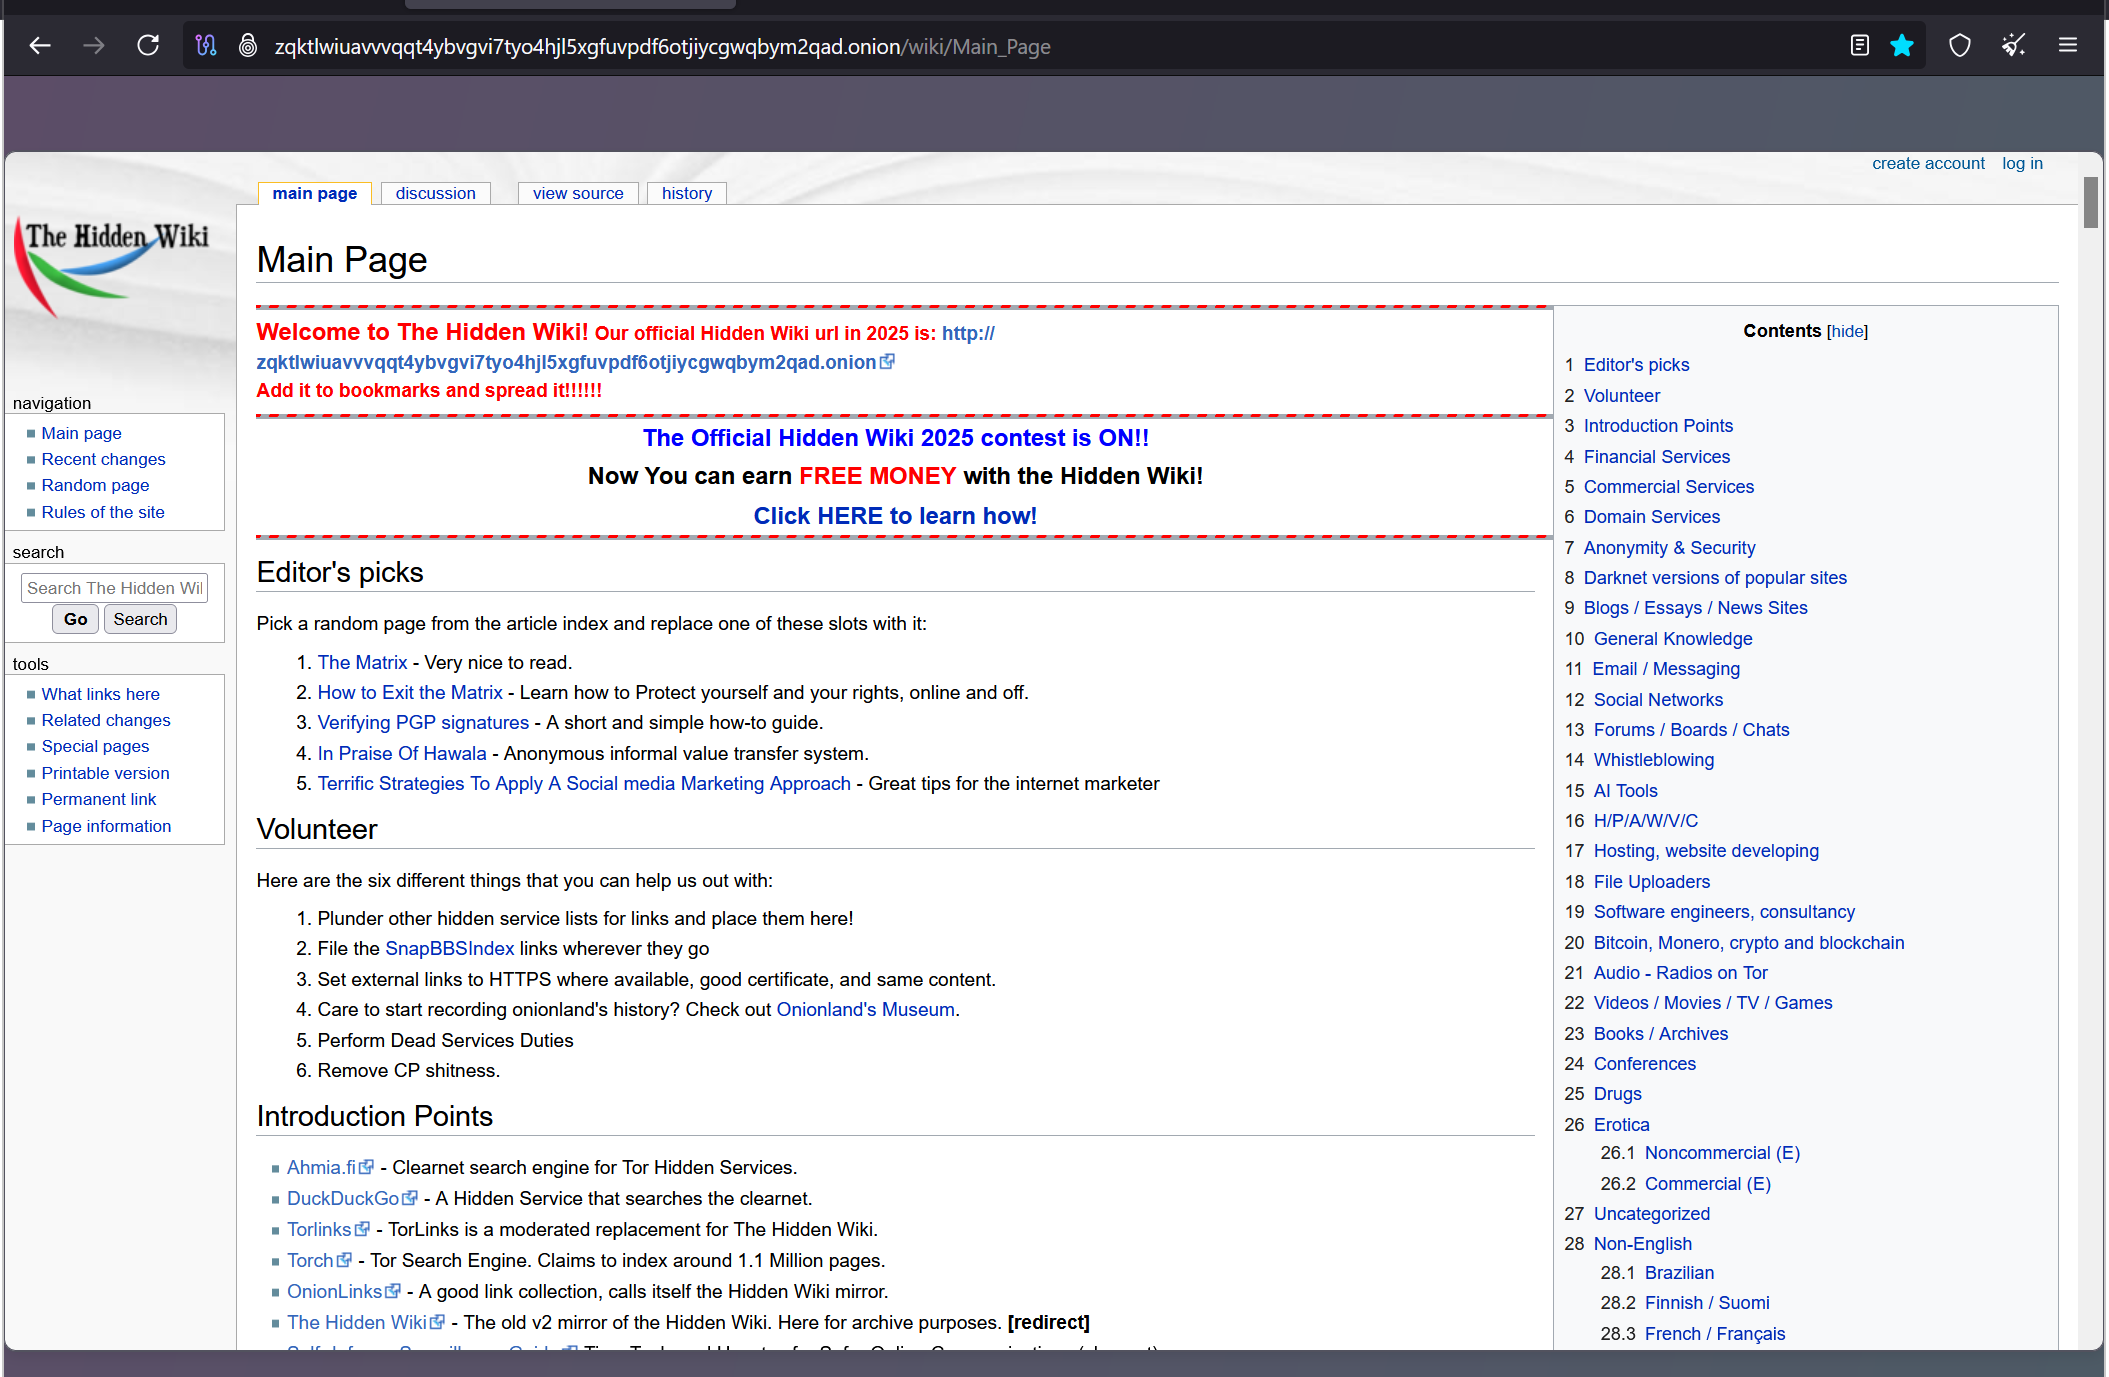 zqktlwiuavvvqqt4ybvgvi7tyo4hjl5xgfuvpdf6otjiycgwqbym2qad.onion/wiki/Main_Page
create account log in
main page discussion view source history
The Hidden Wiki
Main Page
Welcome to The Hidden Wiki! Our official Hidden Wiki url in 2025 is: http://
zqktlwiuavvvqqt4ybvgvi7tyo4hjl5xgfuvpdf6otjiycgwqbym2qad.onion
Add it to bookmarks and spread it!!!!!!
The Official Hidden Wiki 2025 contest is ON!!
Now You can earn FREE MONEY with the Hidden Wiki!
Click HERE to learn how!
navigation
Main page
Recent changes
Random page
Rules of the site
search
Search The Hidden Wil
Go Search
tools
What links here
Related changes
Special pages
Printable version
Permanent link
Page information
Editor's picks
Pick a random page from the article index and replace one of these slots with it:
1. The Matrix - Very nice to read.
2. How to Exit the Matrix - Learn how to Protect yourself and your rights, online and off.
3. Verifying PGP signatures - A short and simple how-to guide.
4. In Praise Of Hawala - Anonymous informal value transfer system.
5. Terrific Strategies To Apply A Social media Marketing Approach - Great tips for the internet marketer
Volunteer
Here are the six different things that you can help us out with:
1. Plunder other hidden service lists for links and place them here!
2. File the SnapBBSIndex links wherever they go
3. Set external links to HTTPS where available, good certificate, and same content.
4. Care to start recording onionland's history? Check out Onionland's Museum.
5. Perform Dead Services Duties
6. Remove CP shitness.
Introduction Points
Ahmia.fi - Clearnet search engine for Tor Hidden Services.
DuckDuckGo - A Hidden Service that searches the clearnet.
Torlinks - TorLinks is a moderated replacement for The Hidden Wiki.
Torch - Tor Search Engine. Claims to index around 1.1 Million pages.
OnionLinks - A good link collection, calls itself the Hidden Wiki mirror.
The Hidden Wiki - The old v2 mirror of the Hidden Wiki. Here for archive purposes. [redirect]
Contents [hide]
1 Editor's picks
2 Volunteer
3 Introduction Points
4 Financial Services
5 Commercial Services
6 Domain Services
7 Anonymity & Security
8 Darknet versions of popular sites
9 Blogs / Essays / News Sites
10 General Knowledge
11 Email / Messaging
12 Social Networks
13 Forums / Boards / Chats
14 Whistleblowing
15 AI Tools
16 H/P/A/W/V/C
17 Hosting, website developing
18 File Uploaders
19 Software engineers, consultancy
20 Bitcoin, Monero, crypto and blockchain
21 Audio - Radios on Tor
22 Videos / Movies / TV / Games
23 Books / Archives
24 Conferences
25 Drugs
26 Erotica
26.1 Noncommercial (E)
26.2 Commercial (E)
27 Uncategorized
28 Non-English
28.1 Brazilian
28.2 Finnish / Suomi
28.3 French / Français